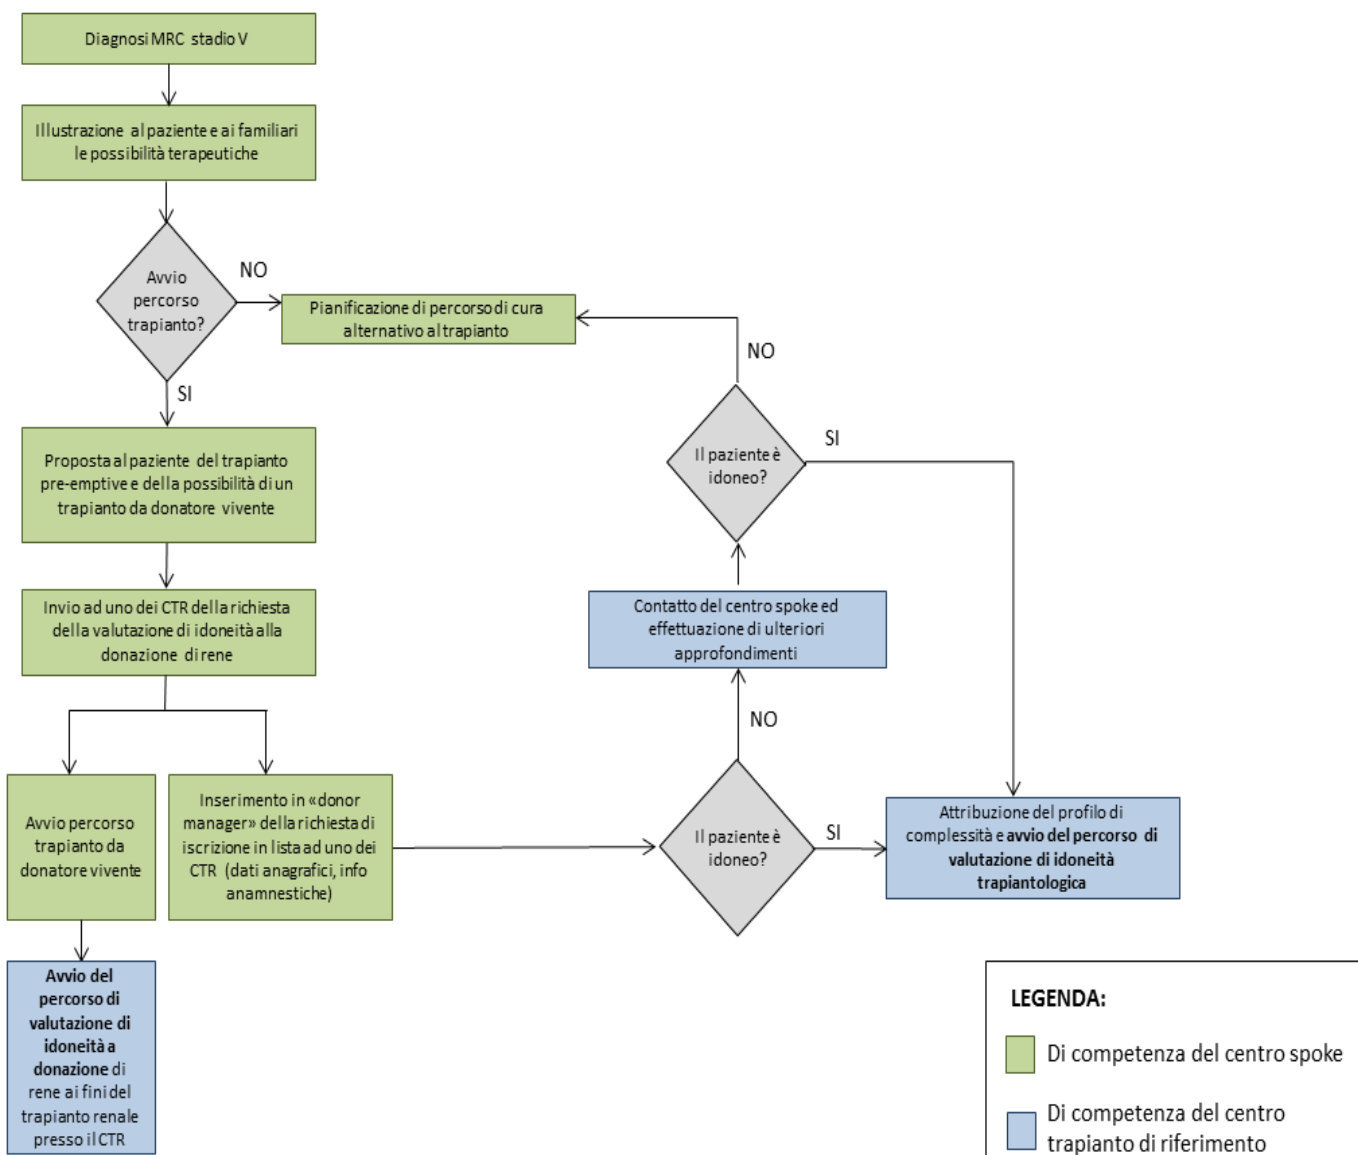 Diagnosi MRC stadio V
Illustrazione al paziente e ai familiari
le possibilità terapeutiche
Avvio
percorso
trapianto?
NO
Pianificazione di percorso di cura
alternativo al trapianto
SI
Proposta al paziente del trapianto
pre-emptive e della possibilità di un
trapianto da donatore vivente
Invio ad uno dei CTR della richiesta
della valutazione di idoneità alla
donazione di rene
Avvio percorso
trapianto da
donatore vivente
Inserimento in «donor
manager» della richiesta di
iscrizione in lista ad uno dei
CTR (dati anagrafici, info
anamnestiche)
Avvio del
percorso di
valutazione di
idoneità a
donazione di
rene ai fini del
trapianto renale
presso il CTR
Il paziente è
idoneo?
NO
SI
Contatto del centro spoke ed
effettuazione di ulteriori
approfondimenti
Il paziente è
idoneo?
NO
SI
Attribuzione del profilo di
complessità e avvio del percorso di
valutazione di idoneità
trapiantologica
LEGENDA:
Di competenza del centro spoke
Di competenza del centro
trapianto di riferimento